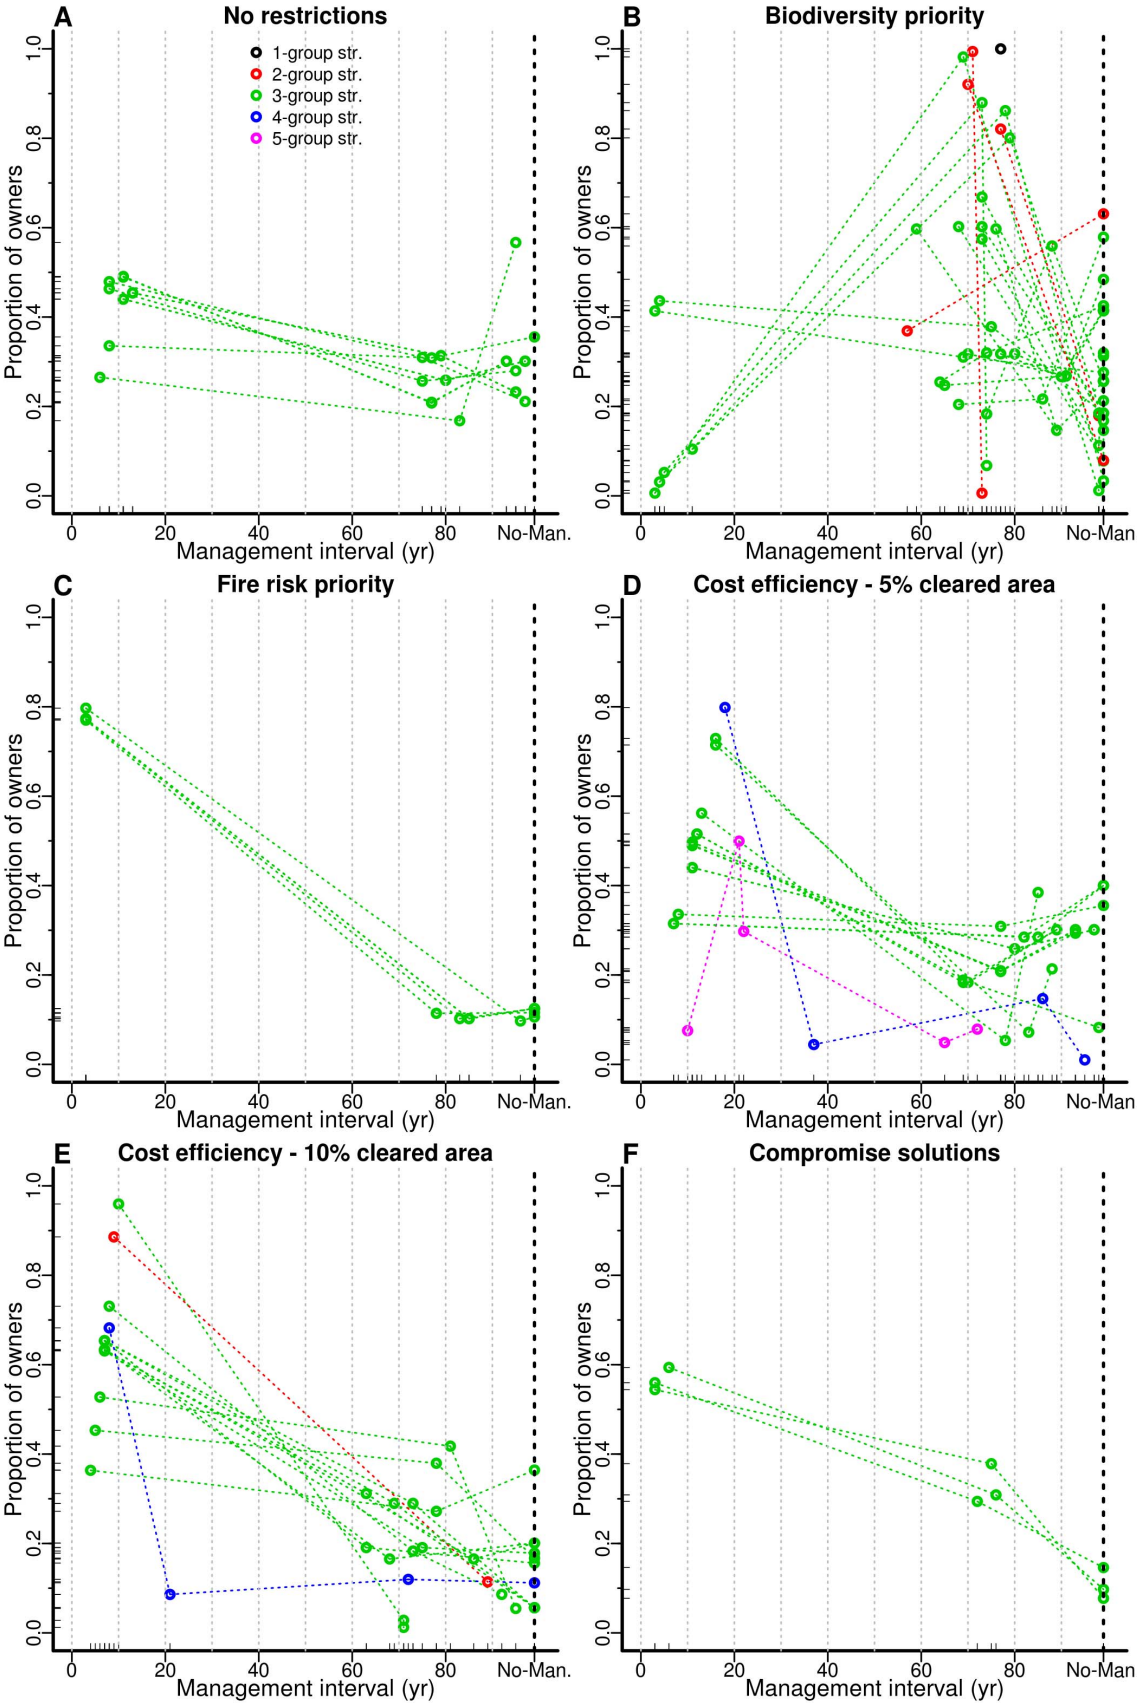 A No restrictions
1-group str.
2-group str.
3-group str.
4-group str.
5-group str.
Proportion of owners
0.0 0.2 0.4 0.6 0.8 1.0
0 20 40 60 80 No-Man.
Management interval (yr)
B Biodiversity priority
Proportion of owners
0.0 0.2 0.4 0.6 0.8 1.0
0 20 40 60 80 No-Man
Management interval (yr)
C Fire risk priority
Proportion of owners
0.0 0.2 0.4 0.6 0.8 1.0
0 20 40 60 80 No-Man.
Management interval (yr)
D Cost efficiency - 5% cleared area
Proportion of owners
0.0 0.2 0.4 0.6 0.8 1.0
0 20 40 60 80 No-Man
Management interval (yr)
E Cost efficiency - 10% cleared area
Proportion of owners
0.0 0.2 0.4 0.6 0.8 1.0
0 20 40 60 80 No-Man.
Management interval (yr)
F Compromise solutions
Proportion of owners
0.0 0.2 0.4 0.6 0.8 1.0
0 20 40 60 80 No-Man
Management interval (yr)